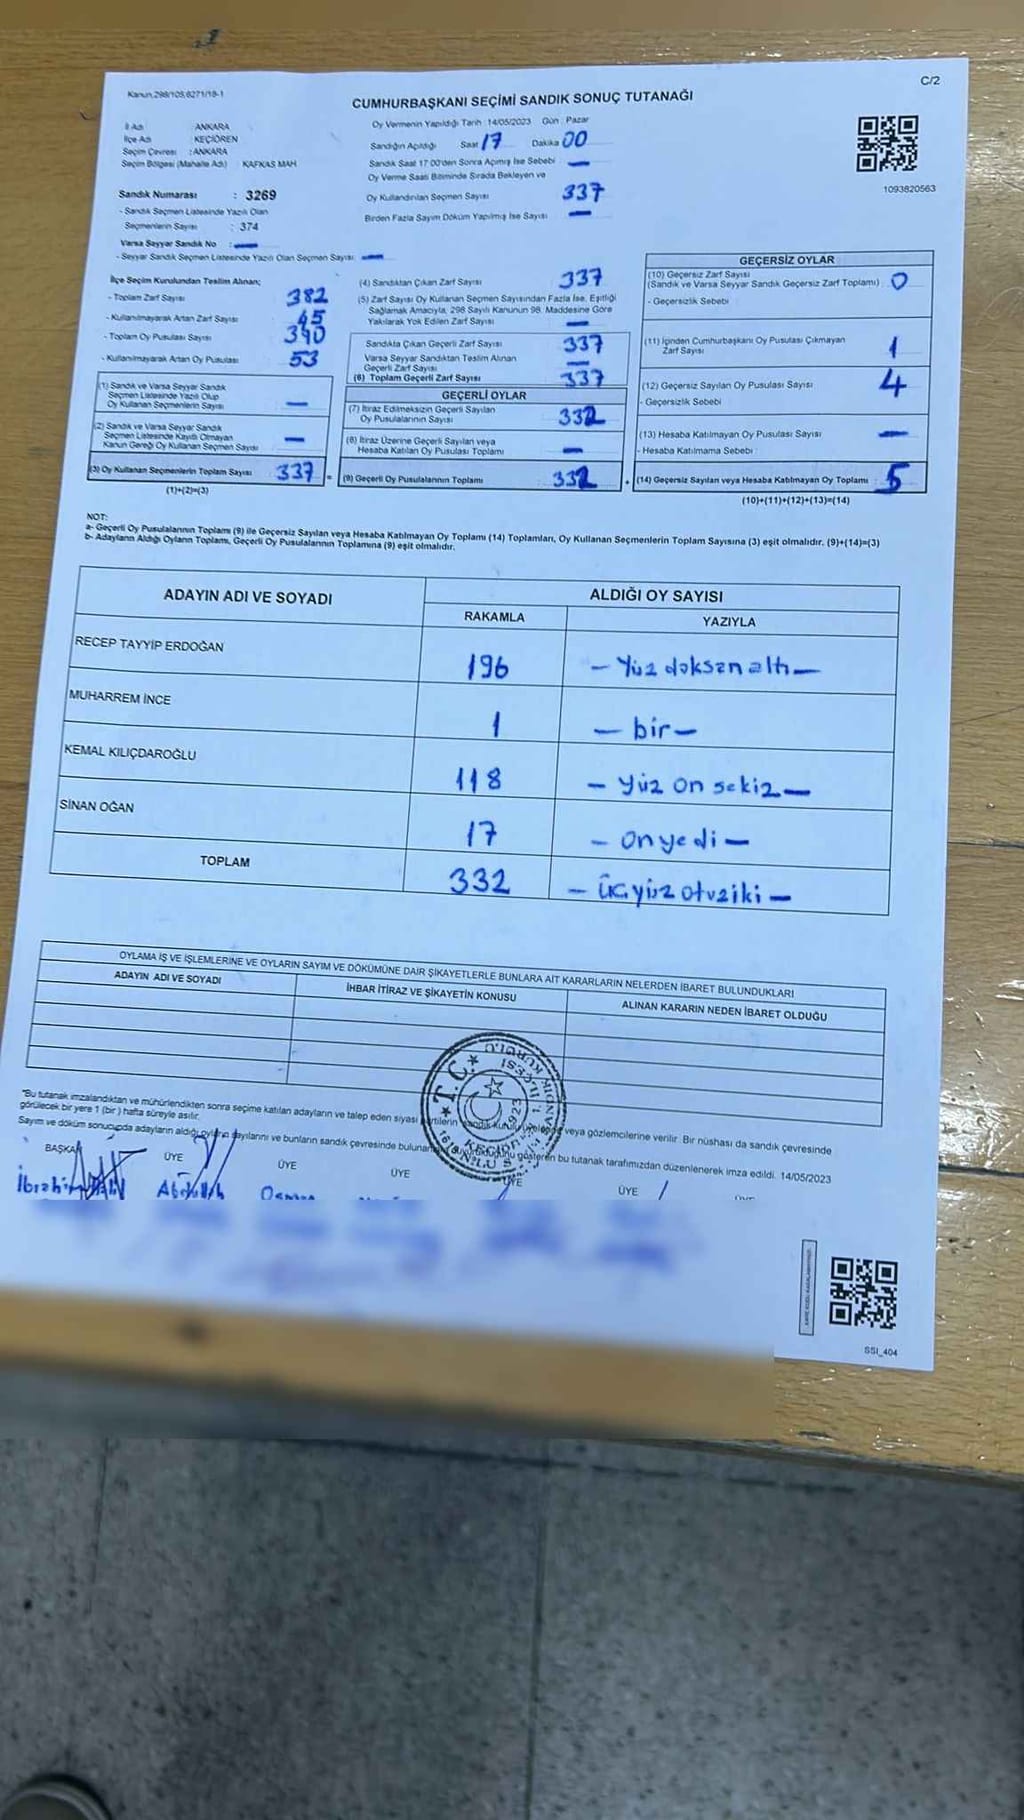 C/2
Kanun,298/105,6271/18-1
CUMHURBAŞKANI SEÇİMİ SANDIK SONUÇ TUTANAĞI
İl Adı : ANKARA
İlçe Adı : KEÇİÖREN
Seçim Çevresi : ANKARA
Seçim Bölgesi (Mahalle Adı) : KAFKAS MAH
Sandık Numarası : 3269
- Sandık Seçmen Listesinde Yazılı Olan
Seçmenlerin Sayısı : 374
Varsa Seyyar Sandık No : —
- Seyyar Sandık Seçmen Listesinde Yazılı Olan Seçmen Sayısı: —
Oy Vermenin Yapıldığı Tarih : 14/05/2023 Gün : Pazar
Sandığın Açıldığı Saat 17 Dakika 00
Sandık Saat 17:00'den Sonra Açımış İse Sebebi —
Oy Verme Saati Bitiminde Sırada Bekleyen ve
Oy Kullandırılan Seçmen Sayısı 337
Birden Fazla Sayım Döküm Yapılmış İse Sayısı —
1093820563
İlçe Seçim Kurulundan Teslim Alınan;
- Toplam Zarf Sayısı 382
- Kullanılmayarak Artan Zarf Sayısı 45
- Toplam Oy Pusulası Sayısı 390
- Kullanılmayarak Artan Oy Pusulası 53
(1) Sandık ve Varsa Seyyar Sandık
Seçmen Listesinde Yazılı Olup
Oy Kullanan Seçmenlerin Sayısı —
(2) Sandık ve Varsa Seyyar Sandık
Seçmen Listesinde Kayıtlı Olmayan
Kanun Gereği Oy Kullanan Seçmen Sayısı —
(3) Oy Kullanan Seçmenlerin Toplam Sayısı 337 =
(1)+(2)=(3)
(4) Sandıktan Çıkan Zarf Sayısı 337
(5) Zarf Sayısı Oy Kullanan Seçmen Sayısından Fazla İse, Eşitliği
Sağlamak Amacıyla, 298 Sayılı Kanunun 98. Maddesine Göre
Yakılarak Yok Edilen Zarf Sayısı —
Sandıkta Çıkan Geçerli Zarf Sayısı 337
Varsa Seyyar Sandıktan Teslim Alınan
Geçerli Zarf Sayısı —
(6) Toplam Geçerli Zarf Sayısı 337
GEÇERLİ OYLAR
(7) İtiraz Edilmeksizin Geçerli Sayılan
Oy Pusulalarının Sayısı 332
(8) İtiraz Üzerine Geçerli Sayılan veya
Hesaba Katılan Oy Pusulası Toplamı —
(9) Geçerli Oy Pusulalarının Toplamı 332 +
GEÇERSİZ OYLAR
(10) Geçersiz Zarf Sayısı
(Sandık ve Varsa Seyyar Sandık Geçersiz Zarf Toplamı) 0
- Geçersizlik Sebebi
(11) İçinden Cumhurbaşkanı Oy Pusulası Çıkmayan
Zarf Sayısı 1
(12) Geçersiz Sayılan Oy Pusulası Sayısı 4
- Geçersizlik Sebebi
(13) Hesaba Katılmayan Oy Pusulası Sayısı —
- Hesaba Katılmama Sebebi
(14) Geçersiz Sayılan veya Hesaba Katılmayan Oy Toplamı : 5
(10)+(11)+(12)+(13)=(14)
NOT:
a- Geçerli Oy Pusulalarının Toplamı (9) ile Geçersiz Sayılan veya Hesaba Katılmayan Oy Toplamı (14) Toplamları, Oy Kullanan Seçmenlerin Toplam Sayısına (3) eşit olmalıdır. (9)+(14)=(3)
b- Adayların Aldığı Oyların Toplamı, Geçerli Oy Pusulalarının Toplamına (9) eşit olmalıdır.
ADAYIN ADI VE SOYADI ALDIĞI OY SAYISI
RAKAMLA YAZIYLA
RECEP TAYYİP ERDOĞAN 196 — Yüz doksan altı —
MUHARREM İNCE 1 — bir —
KEMAL KILIÇDAROĞLU 118 — yüz on sekiz —
SİNAN OĞAN 17 — on yedi —
TOPLAM 332 — üçyüz otuziki —
OYLAMA İŞ VE İŞLEMLERİNE VE OYLARIN SAYIM VE DÖKÜMÜNE DAİR ŞİKAYETLERLE BUNLARA AİT KARARLARIN NELERDEN İBARET BULUNDUKLARI
ADAYIN ADI VE SOYADI İHBAR İTİRAZ VE ŞİKAYETİN KONUSU ALINAN KARARIN NEDEN İBARET OLDUĞU
*Bu tutanak imzalandıktan ve mühürlendikten sonra seçime katılan adayların ve talep eden siyasi partilerin sandık kurulu üyelerine veya gözlemcilerine verilir. Bir nüshası da sandık çevresinde
görülecek bir yere 1 (bir) hafta süreyle asılır.
Sayım ve döküm sonucunda adayların aldığı oyların sayılarını ve bunların sandık çevresinde bulunanlara duyurulduğunu gösteren bu tutanak tarafımızdan düzenlenerek imza edildi. 14/05/2023
T.C.
BAŞKAN ÜYE ÜYE ÜYE ÜYE ÜYE
İbrahim Abdullah Osman
SSI_404